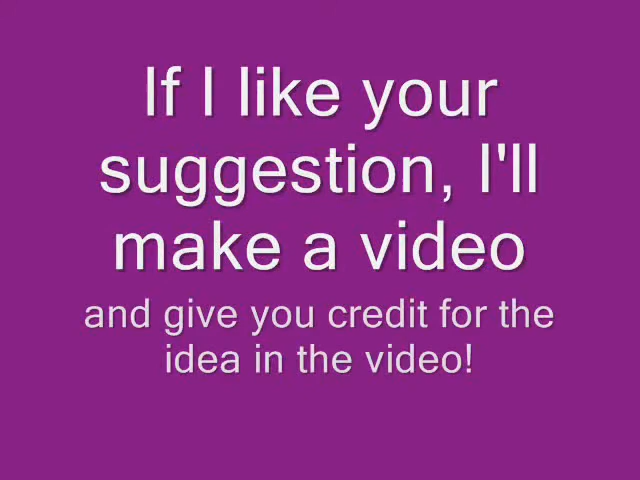 If I like your
suggestion, I'll
make a video
and give you credit for the
idea in the video!